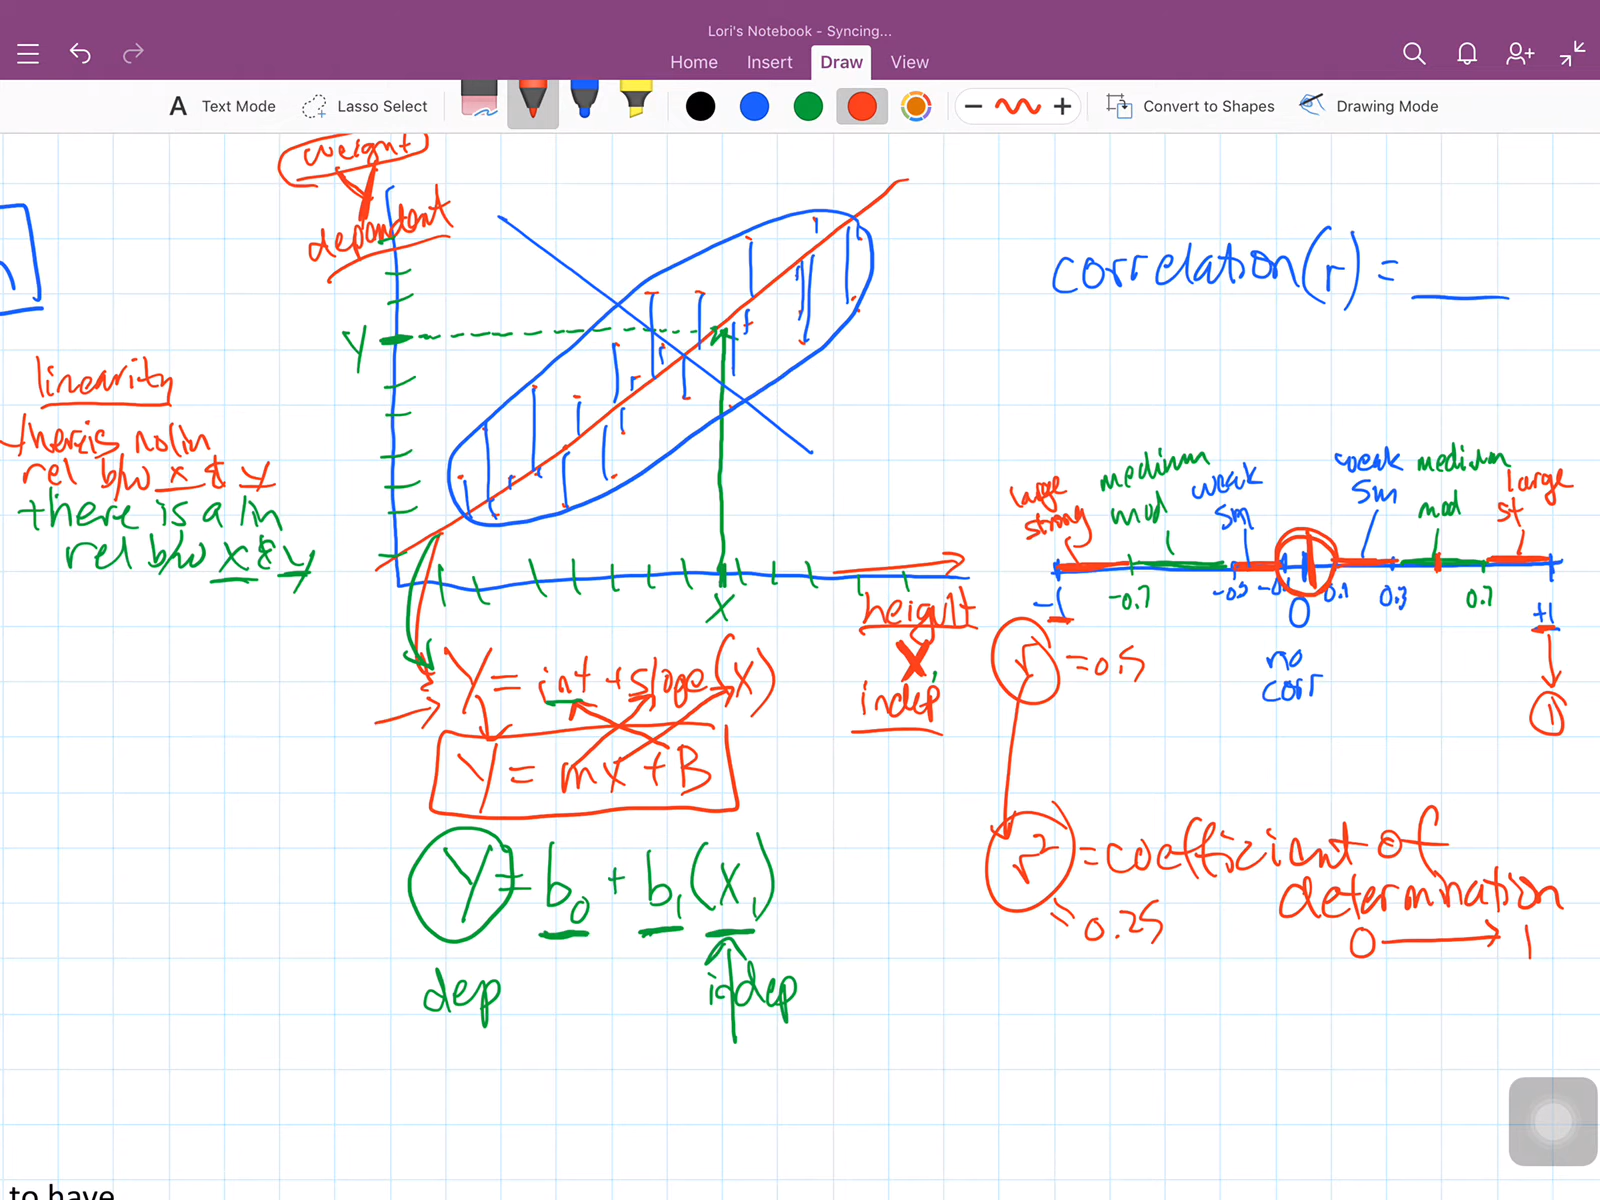 Lori's Notebook - Syncing...
Home Insert Draw View
A Text Mode Lasso Select Convert to Shapes Drawing Mode
weight
Y
dependent
Y
linearity
there is no lin
rel b/w x & y
there is a lin
rel b/w x & y
r
r
r
X
height
X
indep
Y = int + slope (x)
Y = mx + B
Y = b₀ + b₁(x₁)
dep
indep
correlation (r) =
large
strong
medium
mod
weak
sm
weak
sm
medium
mod
large
st
-1 -0.7 0 0.1 0.3 0.7 +1
no
corr
1
r = 0.5
r² = coefficient of
determination
= 0.25
0 → 1
to have